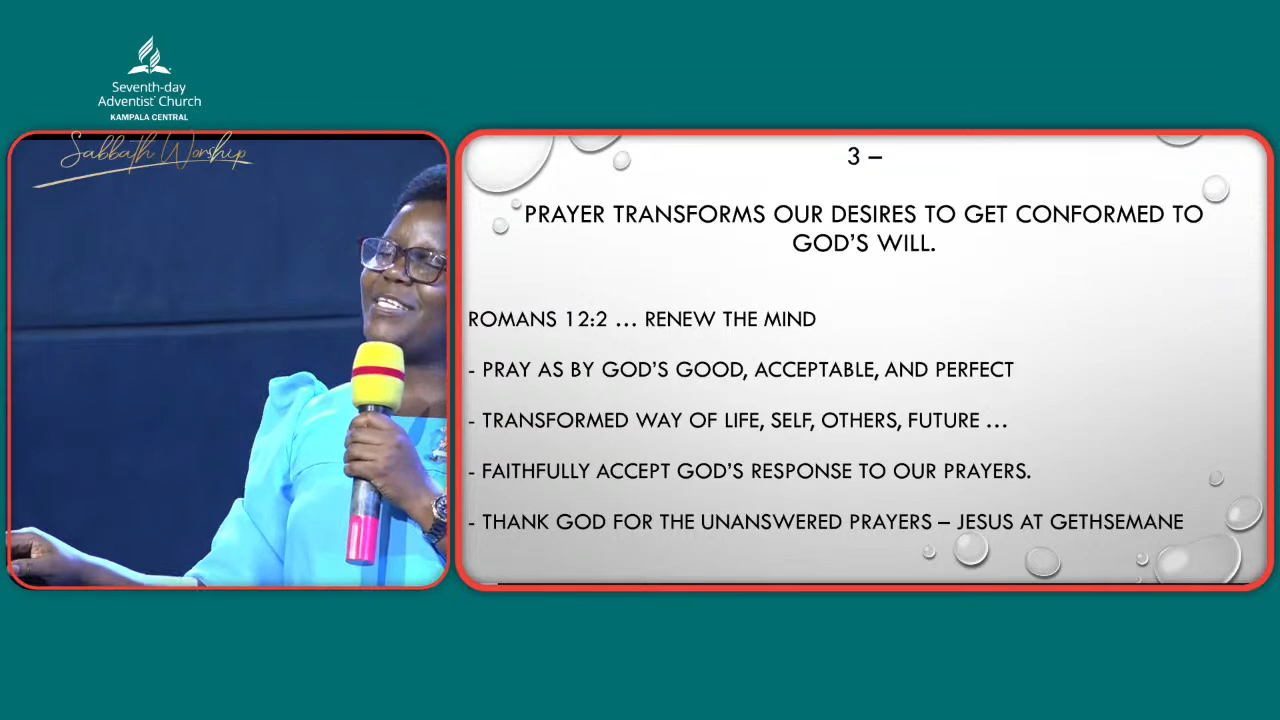 Seventh-day
Adventist Church
KAMPALA CENTRAL
Sabbath Worship
3 –
PRAYER TRANSFORMS OUR DESIRES TO GET CONFORMED TO
GOD'S WILL.
ROMANS 12:2 ... RENEW THE MIND
- PRAY AS BY GOD'S GOOD, ACCEPTABLE, AND PERFECT
- TRANSFORMED WAY OF LIFE, SELF, OTHERS, FUTURE ...
- FAITHFULLY ACCEPT GOD'S RESPONSE TO OUR PRAYERS.
- THANK GOD FOR THE UNANSWERED PRAYERS – JESUS AT GETHSEMANE